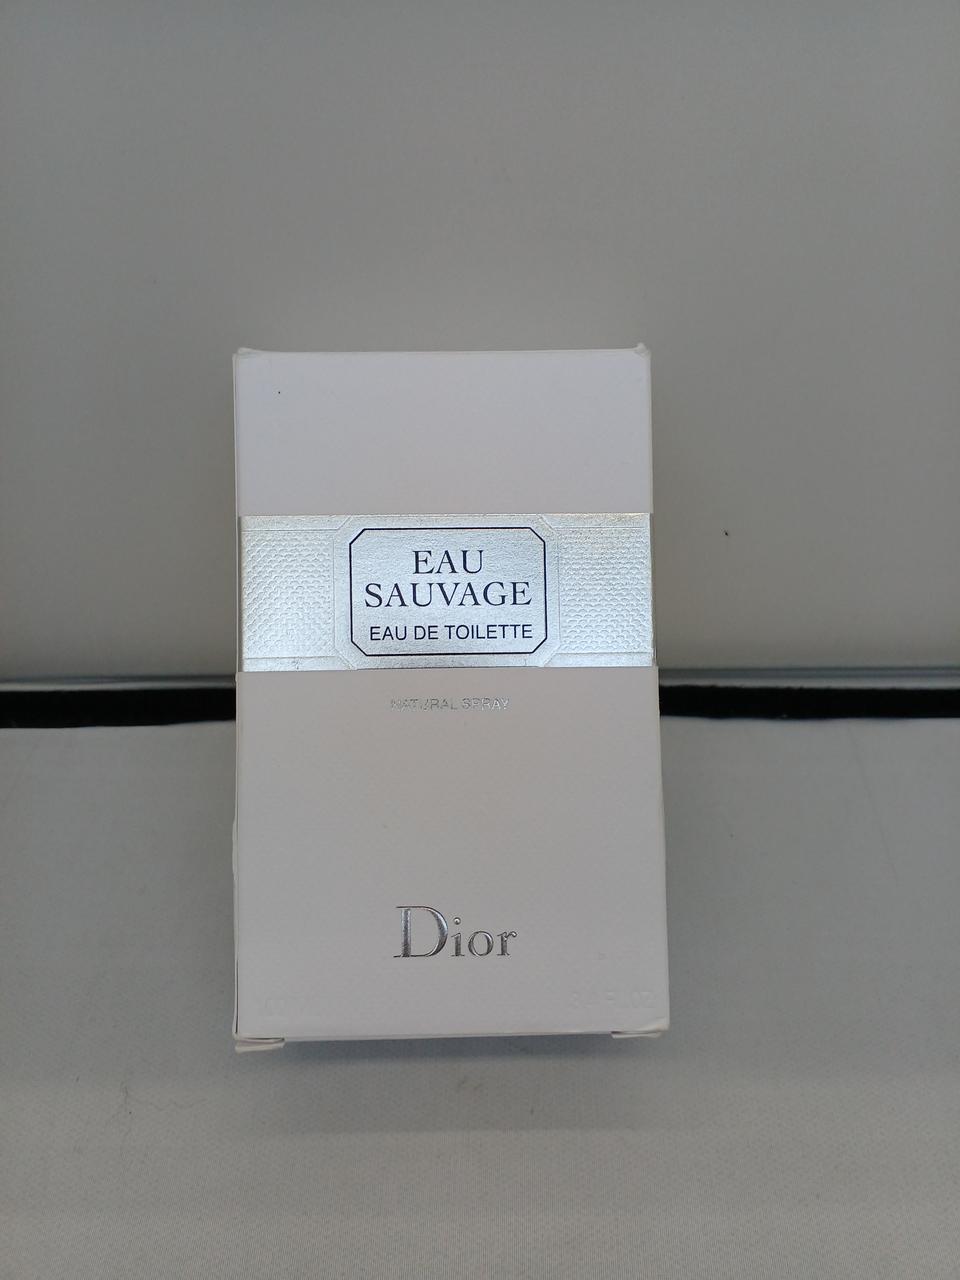 EAU
SAUVAGE
EAU DE TOILETTE
NATURAL SPRAY
Dior